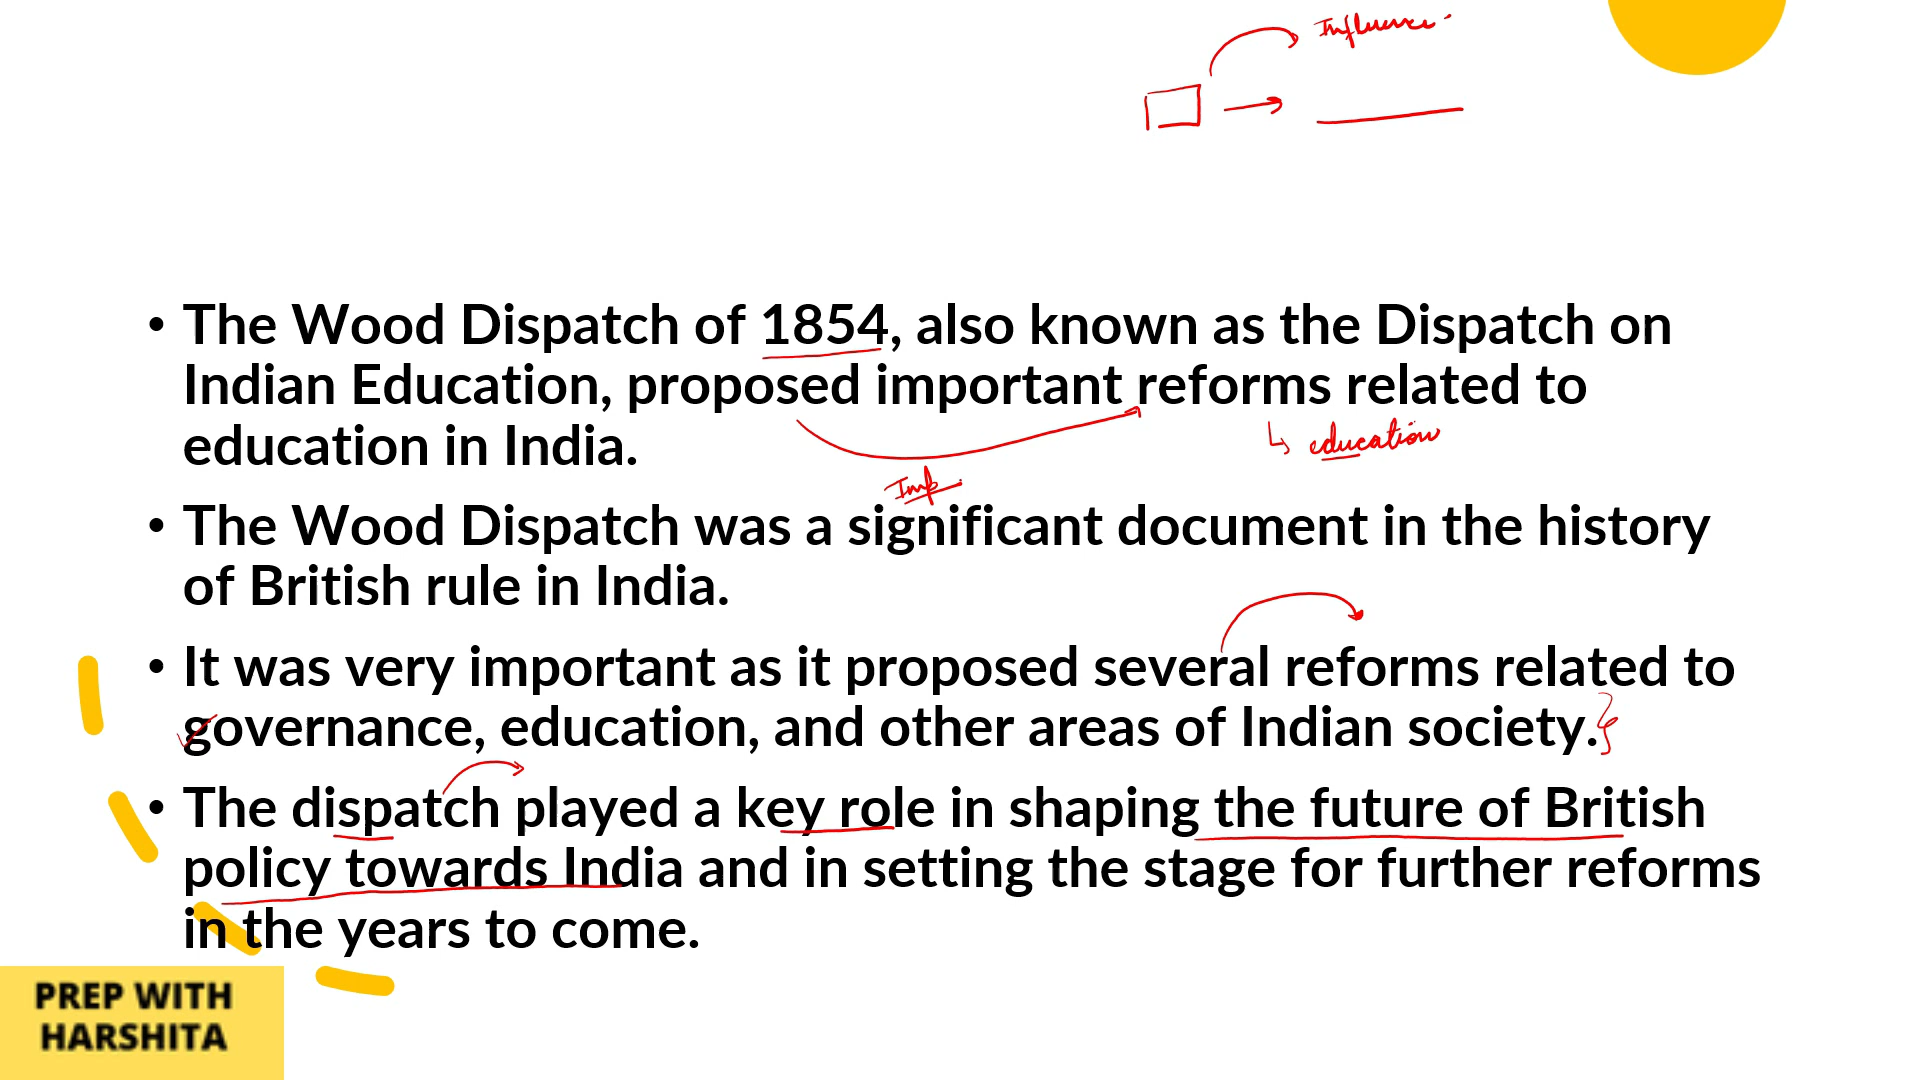 Influence.
• The Wood Dispatch of 1854, also known as the Dispatch on
Indian Education, proposed important reforms related to
education
education in India.
Imp.
• The Wood Dispatch was a significant document in the history
of British rule in India.
• It was very important as it proposed several reforms related to
governance, education, and other areas of Indian society.}
• The dispatch played a key role in shaping the future of British
policy towards India and in setting the stage for further reforms
in the years to come.
PREP WITH
HARSHITA